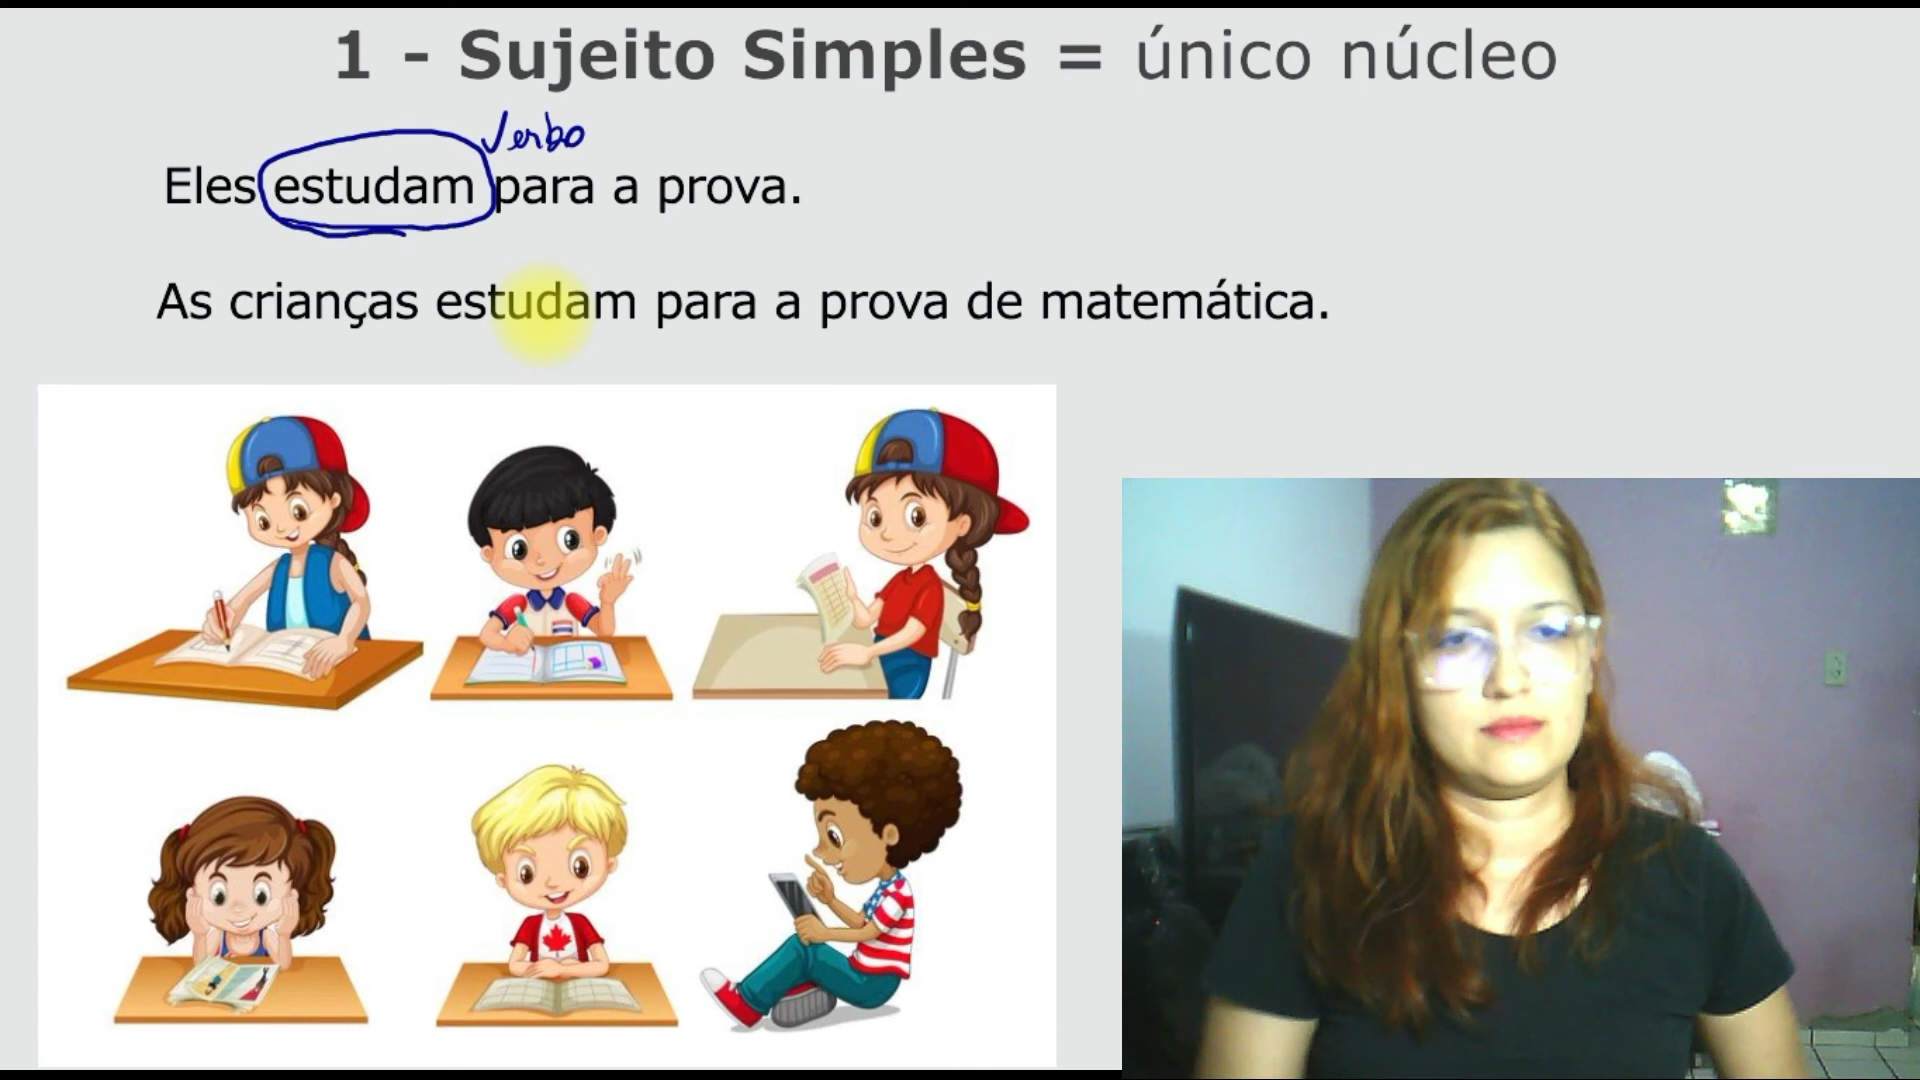 1 - Sujeito Simples = único núcleo
Verbo
Eles estudam para a prova.
As crianças estudam para a prova de matemática.